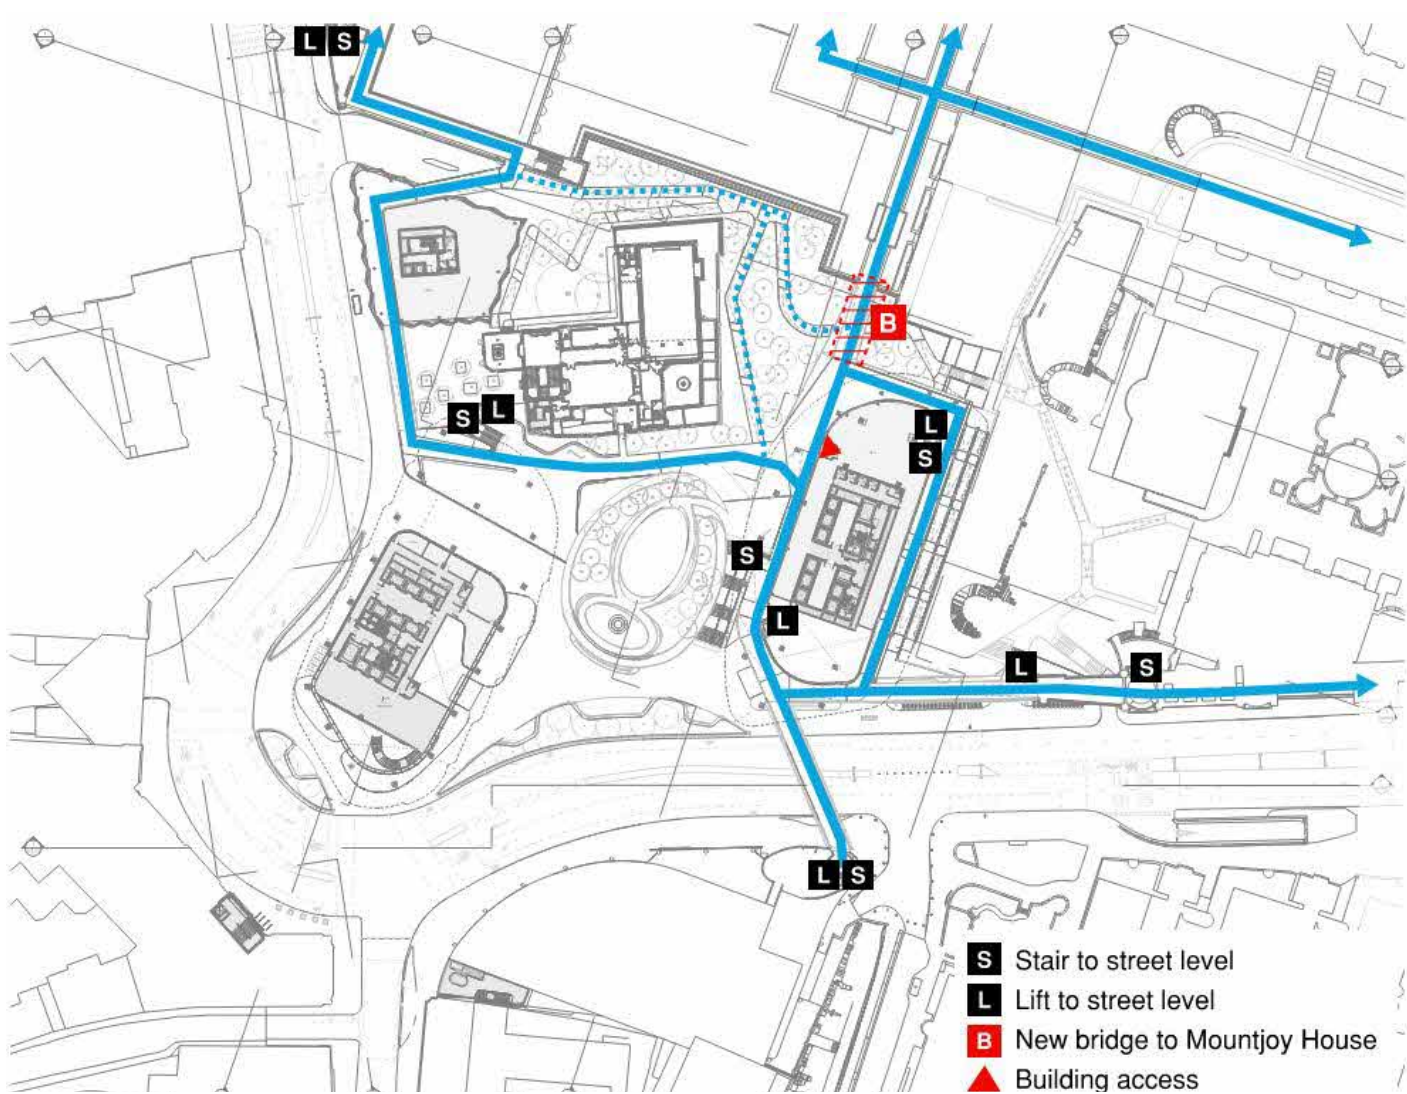 L S
B
S L
L
S
S
L
L S
L S
S Stair to street level
L Lift to street level
B New bridge to Mountjoy House
Building access